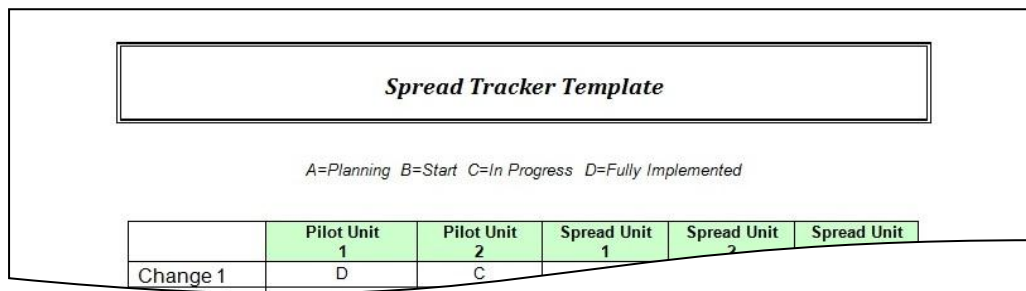 Spread Tracker Template
A=Planning B=Start C=In Progress D=Fully Implemented
Pilot Unit 1 Pilot Unit 2 Spread Unit 1 Spread Unit 2 Spread Unit
Change 1 D C